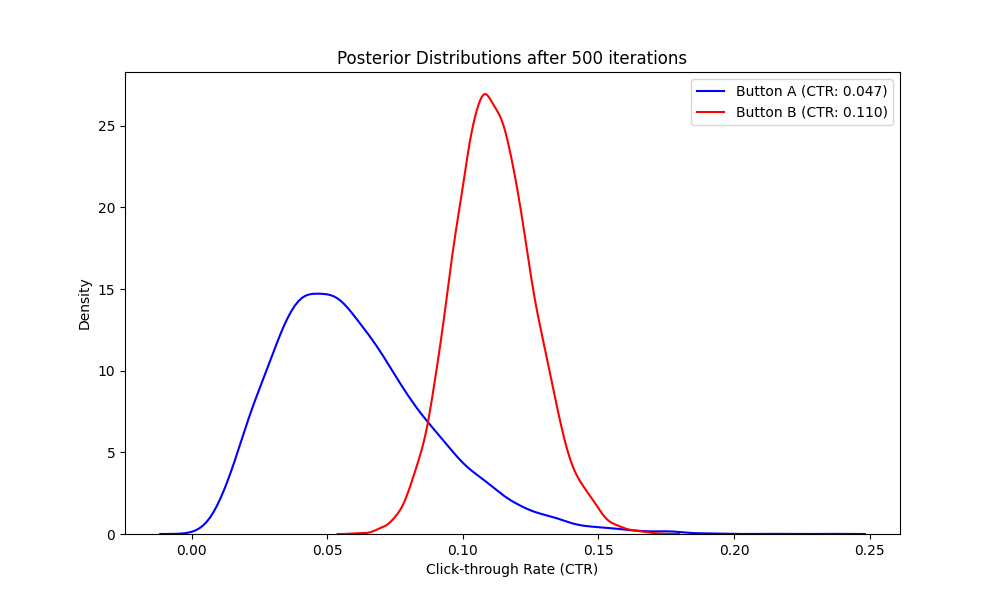 Posterior Distributions after 500 iterations
Button A (CTR: 0.047)
Button B (CTR: 0.110)
Density
25
20
15
10
5
0
0.00 0.05 0.10 0.15 0.20 0.25
Click-through Rate (CTR)